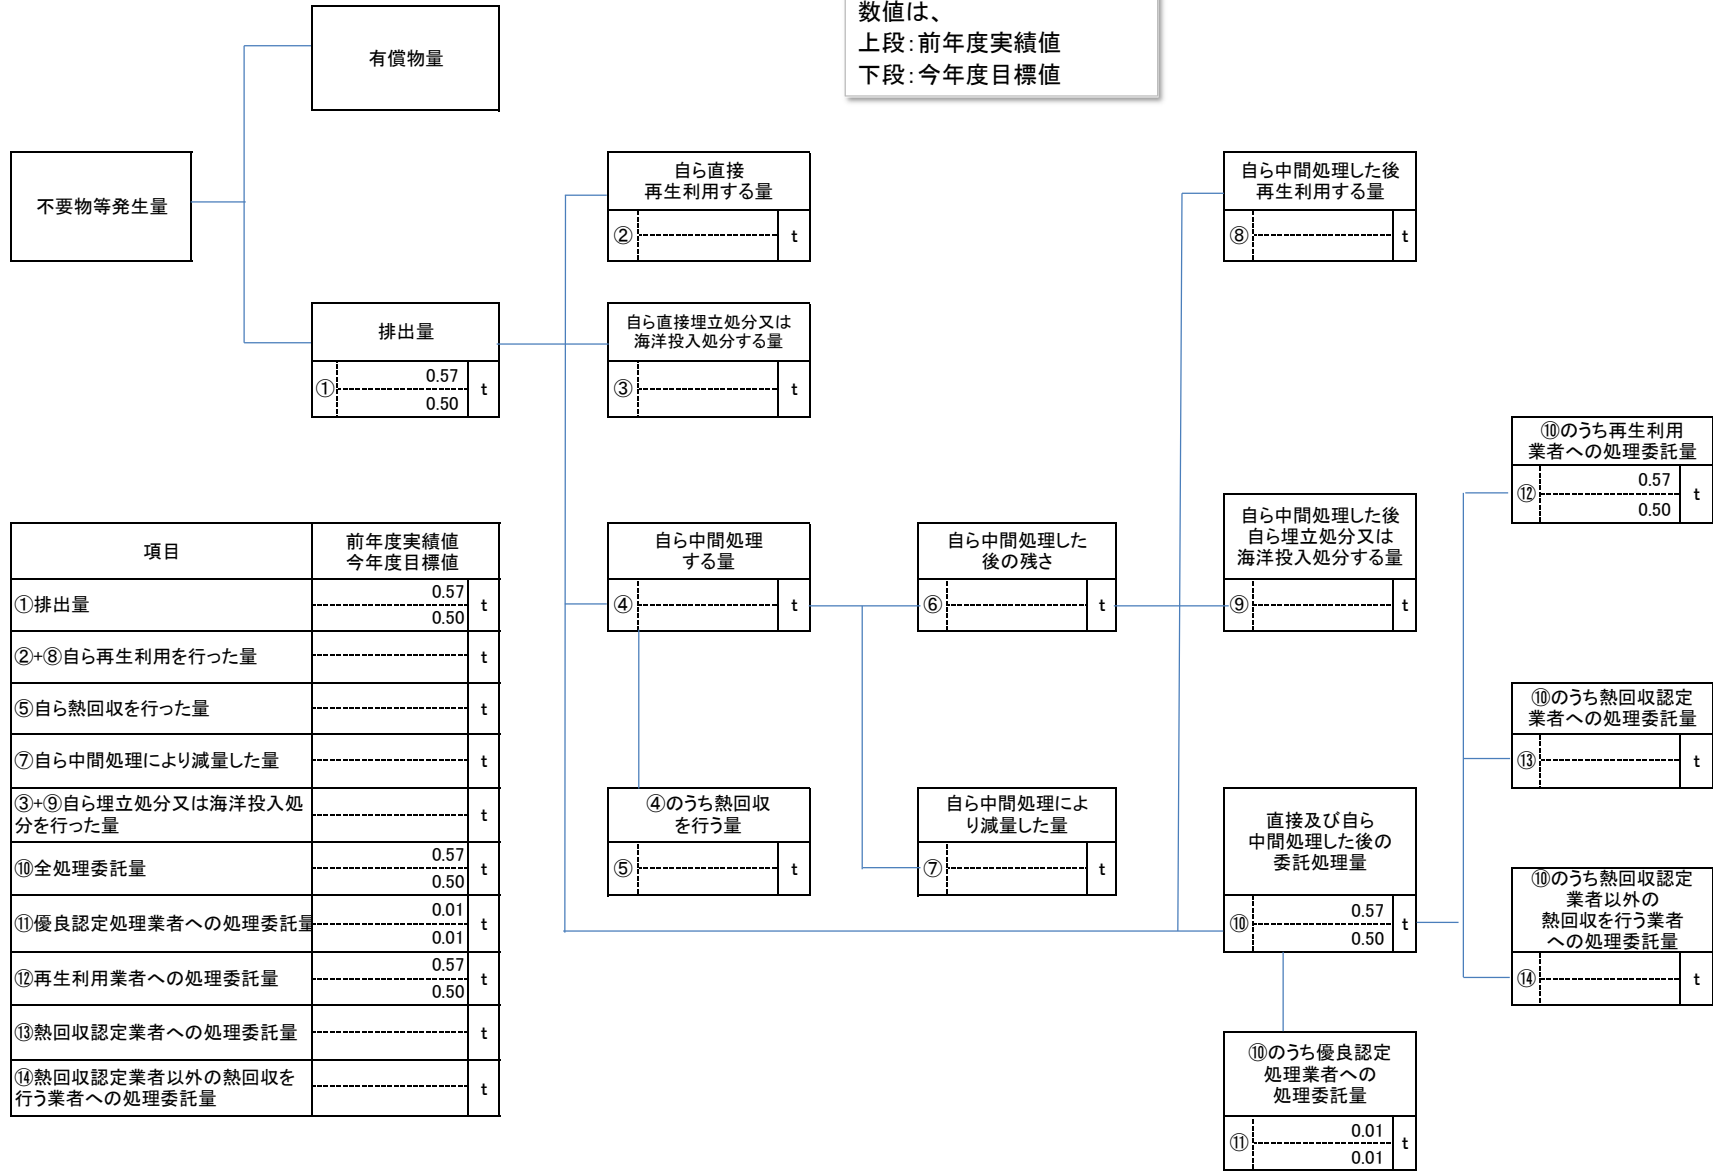 数値は、
上段：前年度実績値
下段：今年度目標値
有償物量
不要物等発生量
自ら直接
再生利用する量
② t
自ら中間処理した後
再生利用する量
⑧ t
排出量
0.57
① t
0.50
自ら直接埋立処分又は
海洋投入処分する量
③ t
⑩のうち再生利用
業者への処理委託量
0.57
⑫ t
0.50
自ら中間処理
する量
④ t
自ら中間処理した
後の残さ
⑥ t
自ら中間処理した後
自ら埋立処分又は
海洋投入処分する量
⑨ t
⑩のうち熱回収認定
業者への処理委託量
⑬ t
④のうち熱回収
を行う量
⑤ t
自ら中間処理によ
り減量した量
⑦ t
直接及び自ら
中間処理した後の
委託処理量
0.57
⑩ t
0.50
⑩のうち熱回収認定
業者以外の
熱回収を行う業者
への処理委託量
⑭ t
⑩のうち優良認定
処理業者への
処理委託量
0.01
⑪ t
0.01
項目 前年度実績値
今年度目標値
①排出量 0.57 t
0.50
②+⑧自ら再生利用を行った量 t
⑤自ら熱回収を行った量 t
⑦自ら中間処理により減量した量 t
③+⑨自ら埋立処分又は海洋投入処
分を行った量 t
⑩全処理委託量 0.57 t
0.50
⑪優良認定処理業者への処理委託量 0.01 t
0.01
⑫再生利用業者への処理委託量 0.57 t
0.50
⑬熱回収認定業者への処理委託量 t
⑭熱回収認定業者以外の熱回収を
行う業者への処理委託量 t